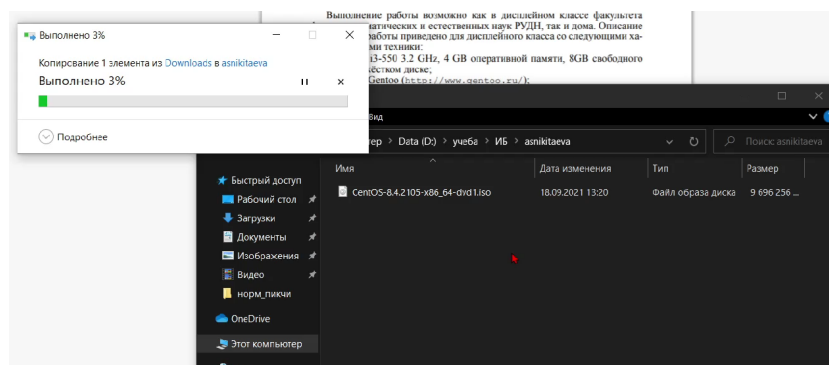 Выполнение работы возможно как в дисплейном классе факультета
матических и естественных наук РУДН, так и дома. Описание
работы приведено для дисплейного класса со следующими ха-
ми техники:
i3-550 3.2 GHz, 4 GB оперативной памяти, 8GB свободного
ёстком диске;
Gentoo (http://www.gentoo.ru/);
Выполнено 3%
Копирование 1 элемента из Downloads в asnikitaeva
Выполнено 3%
Подробнее
Вид
тер > Data (D:) > учеба > ИБ > asnikitaeva
Поиск: asnikitaeva
Имя Дата изменения Тип Размер
CentOS-8.4.2105-x86_64-dvd1.iso 18.09.2021 13:20 Файл образа диска 9 696 256 ...
Быстрый доступ
Рабочий стол
Загрузки
Документы
Изображения
Видео
норм_пикчи
OneDrive
Этот компьютер